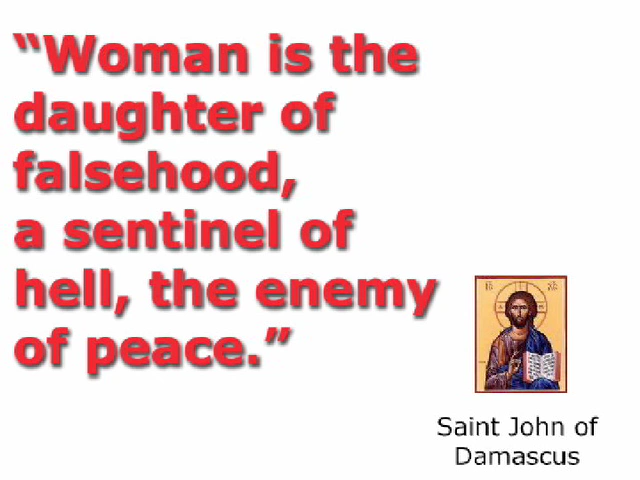 “Woman is the
daughter of
falsehood,
a sentinel of
hell, the enemy
of peace.”
Saint John of
Damascus